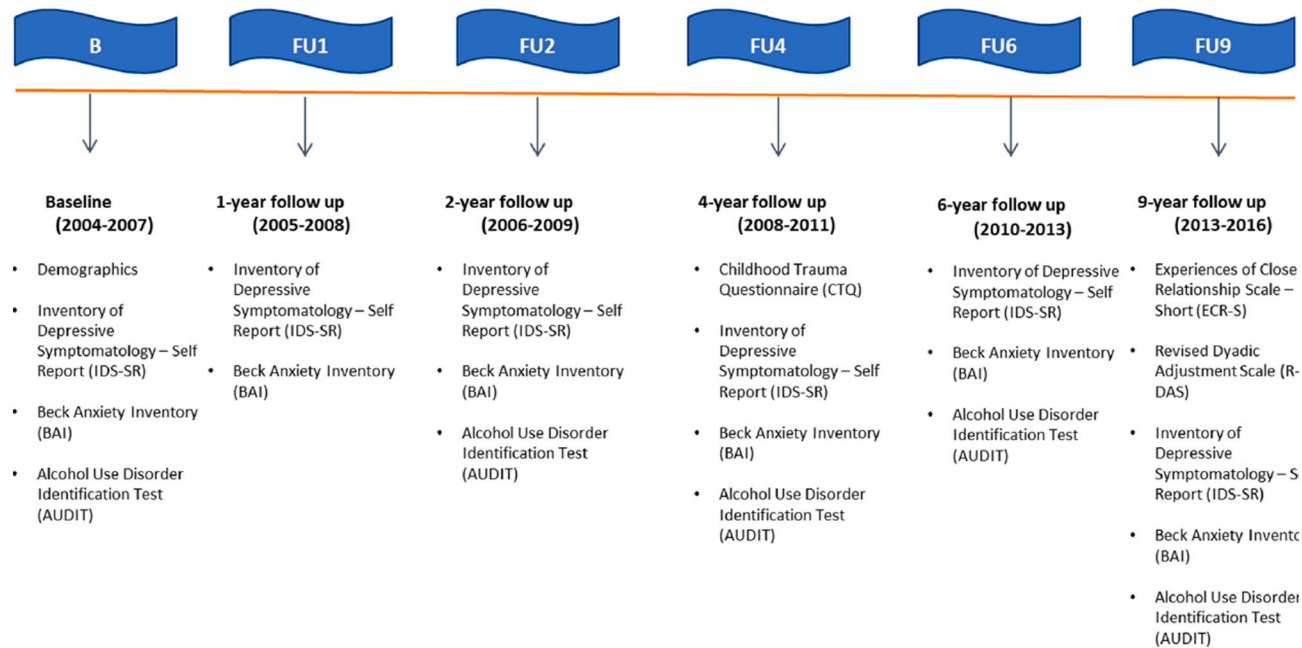 B
FU1
FU2
FU4
FU6
FU9
Baseline
(2004-2007)
• Demographics
• Inventory of
Depressive
Symptomatology – Self
Report (IDS-SR)
• Beck Anxiety Inventory
(BAI)
• Alcohol Use Disorder
Identification Test
(AUDIT)
1-year follow up
(2005-2008)
• Inventory of
Depressive
Symptomatology – Self
Report (IDS-SR)
• Beck Anxiety Inventory
(BAI)
2-year follow up
(2006-2009)
• Inventory of
Depressive
Symptomatology – Self
Report (IDS-SR)
• Beck Anxiety Inventory
(BAI)
• Alcohol Use Disorder
Identification Test
(AUDIT)
4-year follow up
(2008-2011)
• Childhood Trauma
Questionnaire (CTQ)
• Inventory of
Depressive
Symptomatology – Self
Report (IDS-SR)
• Beck Anxiety Inventory
(BAI)
• Alcohol Use Disorder
Identification Test
(AUDIT)
6-year follow up
(2010-2013)
• Inventory of Depressive
Symptomatology – Self
Report (IDS-SR)
• Beck Anxiety Inventory
(BAI)
• Alcohol Use Disorder
Identification Test
(AUDIT)
9-year follow up
(2013-2016)
• Experiences of Close
Relationship Scale –
Short (ECR-S)
• Revised Dyadic
Adjustment Scale (R-
DAS)
• Inventory of
Depressive
Symptomatology –
Report (IDS-SR)
• Beck Anxiety
(BAI)
• Alcohol Use Disorder
Identification Test
(AUDIT)